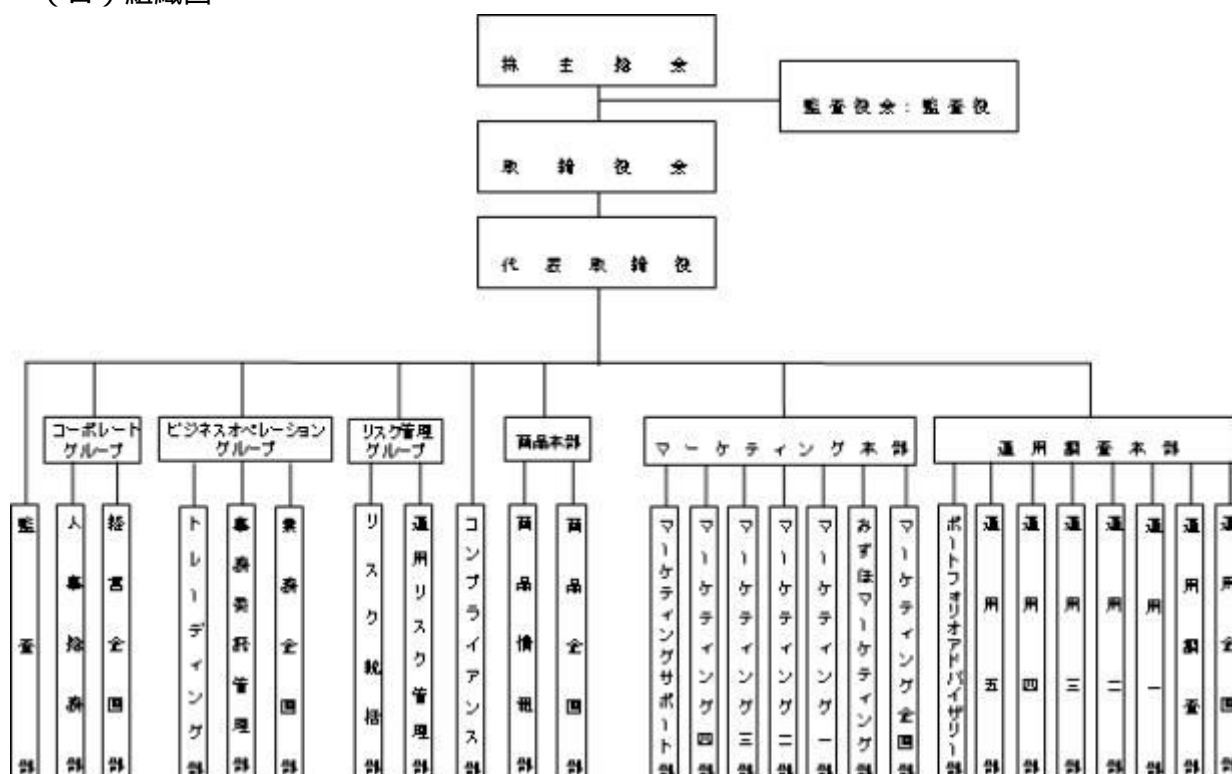 株主総会
監査役会：監査役
取締役会
代表取締役
コーポレート
グループ
ビジネスオペレーション
グループ
リスク管理
グループ
商品本部
マーケティング本部
運用調査本部
監査部
人事総務部
経営企画部
トレーディング部
事務委託管理部
業務企画部
リスク統括部
運用リスク管理部
コンプライアンス部
商品情報部
商品企画部
マーケティングサポート部
マーケティング四部
マーケティング三部
マーケティング二部
マーケティング一部
みずほマーケティング部
マーケティング企画部
ポートフォリオアドバイザリー部
運用五部
運用四部
運用三部
運用二部
運用一部
運用調査部
運用企画部